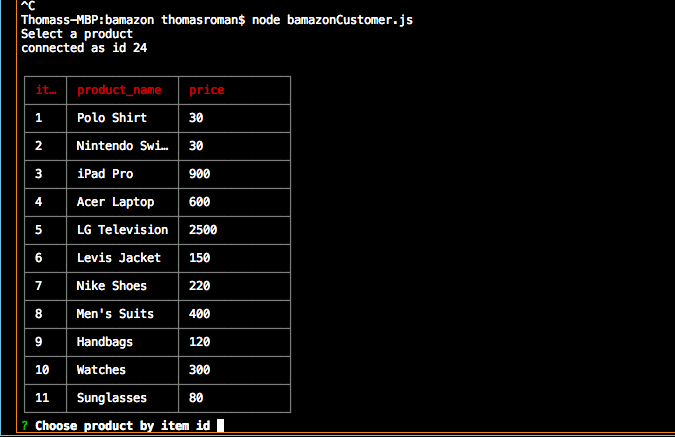 ^C
Thomass-MBP:bamazon thomasroman$ node bamazonCustomer.js
Select a product
connected as id 24
it… product_name price
1 Polo Shirt 30
2 Nintendo Swi… 30
3 iPad Pro 900
4 Acer Laptop 600
5 LG Television 2500
6 Levis Jacket 150
7 Nike Shoes 220
8 Men's Suits 400
9 Handbags 120
10 Watches 300
11 Sunglasses 80
? Choose product by item id